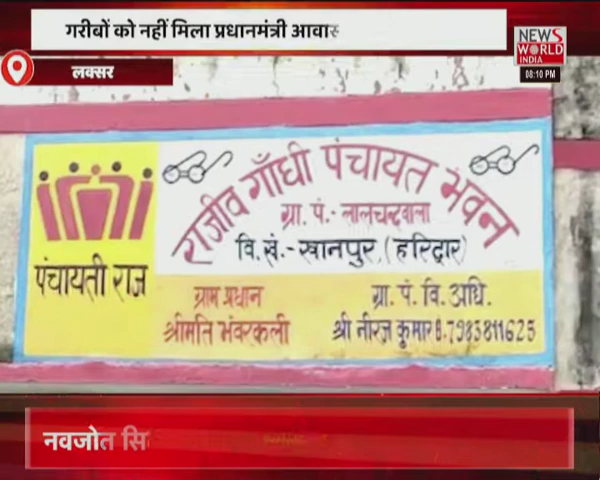 गरीबों को नहीं मिला प्रधानमंत्री आवास
NEWS
WORLD
INDIA
लक्सर
08:10 PM
राजीव गाँधी पंचायत भवन
ग्रा. पं.- लालचन्दवाला
वि. खं.- खानपुर, (हरिद्वार)
पंचायती राज
ग्राम प्रधान
श्रीमति भंवरकली
ग्रा. पं. वि. अधि.
श्री नीरज कुमार 8. 7983811625
नवजोत सि